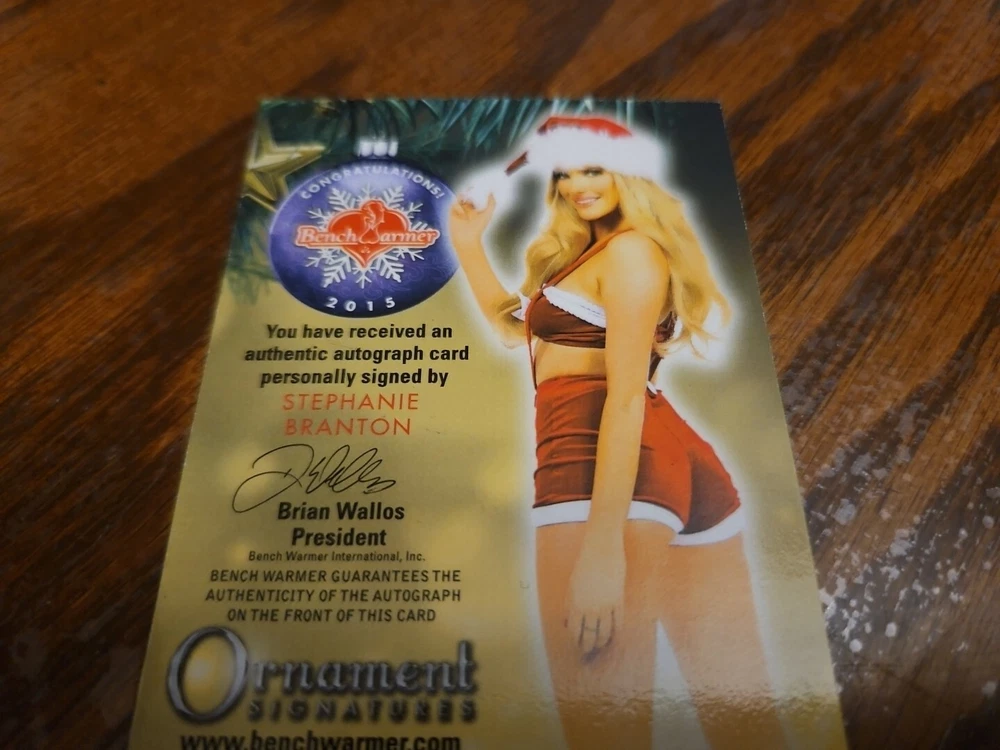 CONGRATULATIONS!
BenchWarmer
2015
You have received an
authentic autograph card
personally signed by
STEPHANIE
BRANTON
Brian Wallos
President
Bench Warmer International, Inc.
BENCH WARMER GUARANTEES THE
AUTHENTICITY OF THE AUTOGRAPH
ON THE FRONT OF THIS CARD
Ornament
SIGNATURES
www.benchwarmer.com